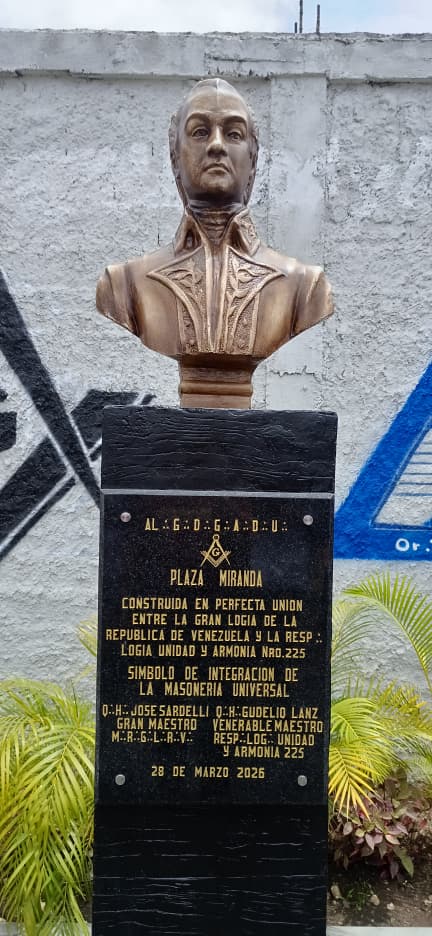 AL∴G∴D∴G∴A∴D∴U∴
G
PLAZA MIRANDA
CONSTRUIDA EN PERFECTA UNION
ENTRE LA GRAN LOGIA DE LA
REPUBLICA DE VENEZUELA Y LA RESP∴
LOGIA UNIDAD Y ARMONIA NRO.225
SIMBOLO DE INTEGRACION DE
LA MASONERIA UNIVERSAL
Q∴H∴JOSE SARDELLI
GRAN MAESTRO
M∴R∴G∴L∴R∴V∴
Q∴H∴GUDELIO LANZ
VENERABLE MAESTRO
RESP∴LOG∴UNIDAD
Y ARMONIA 225
28 DE MARZO 2026
Or∴